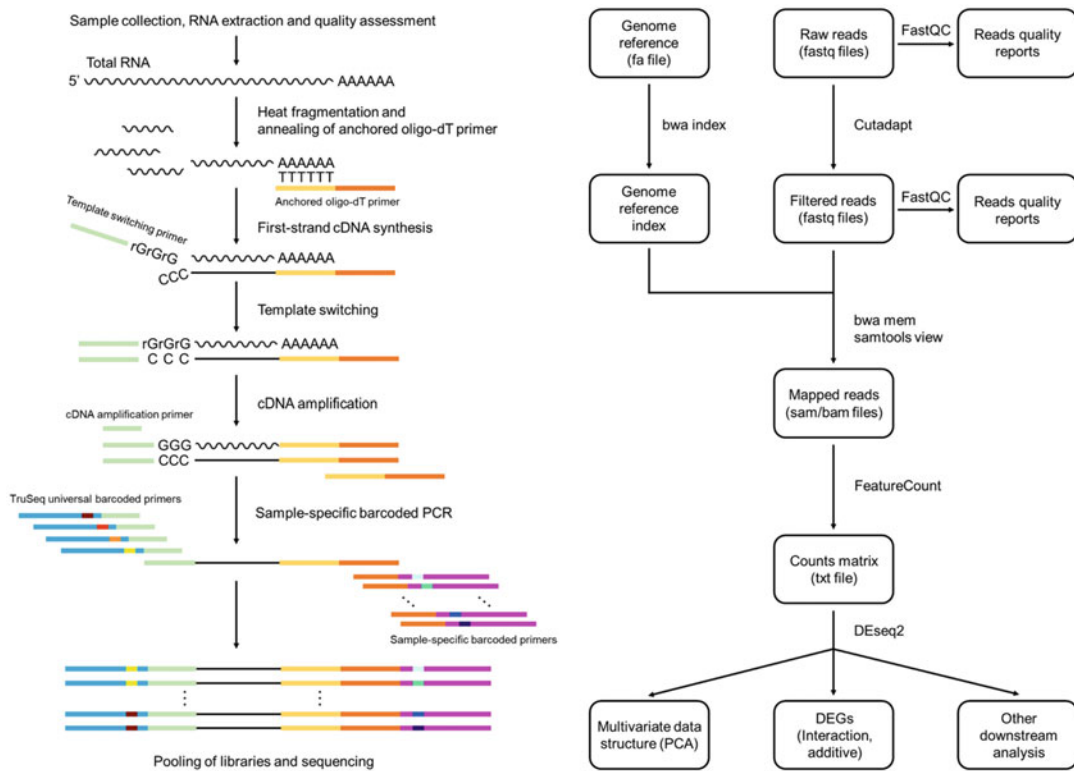 Sample collection, RNA extraction and quality assessment
Total RNA
5'
AAAAAA
Heat fragmentation and
annealing of anchored oligo-dT primer
AAAAAA
TTTTTT
Anchored oligo-dT primer
Template switching primer
First-strand cDNA synthesis
rGrGrG
AAAAAA
CCC
Template switching
rGrGrG
AAAAAA
C C C
cDNA amplification
cDNA amplification primer
GGG
CCC
TruSeq universal barcoded primers
Sample-specific barcoded PCR
Sample-specific barcoded primers
Pooling of libraries and sequencing
Genome
reference
(fa file)
Raw reads
(fastq files)
FastQC
Reads quality
reports
bwa index
Cutadapt
Genome
reference
index
Filtered reads
(fastq files)
FastQC
Reads quality
reports
bwa mem
samtools view
Mapped reads
(sam/bam files)
FeatureCount
Counts matrix
(txt file)
DEseq2
Multivariate data
structure (PCA)
DEGs
(Interaction,
additive)
Other
downstream
analysis